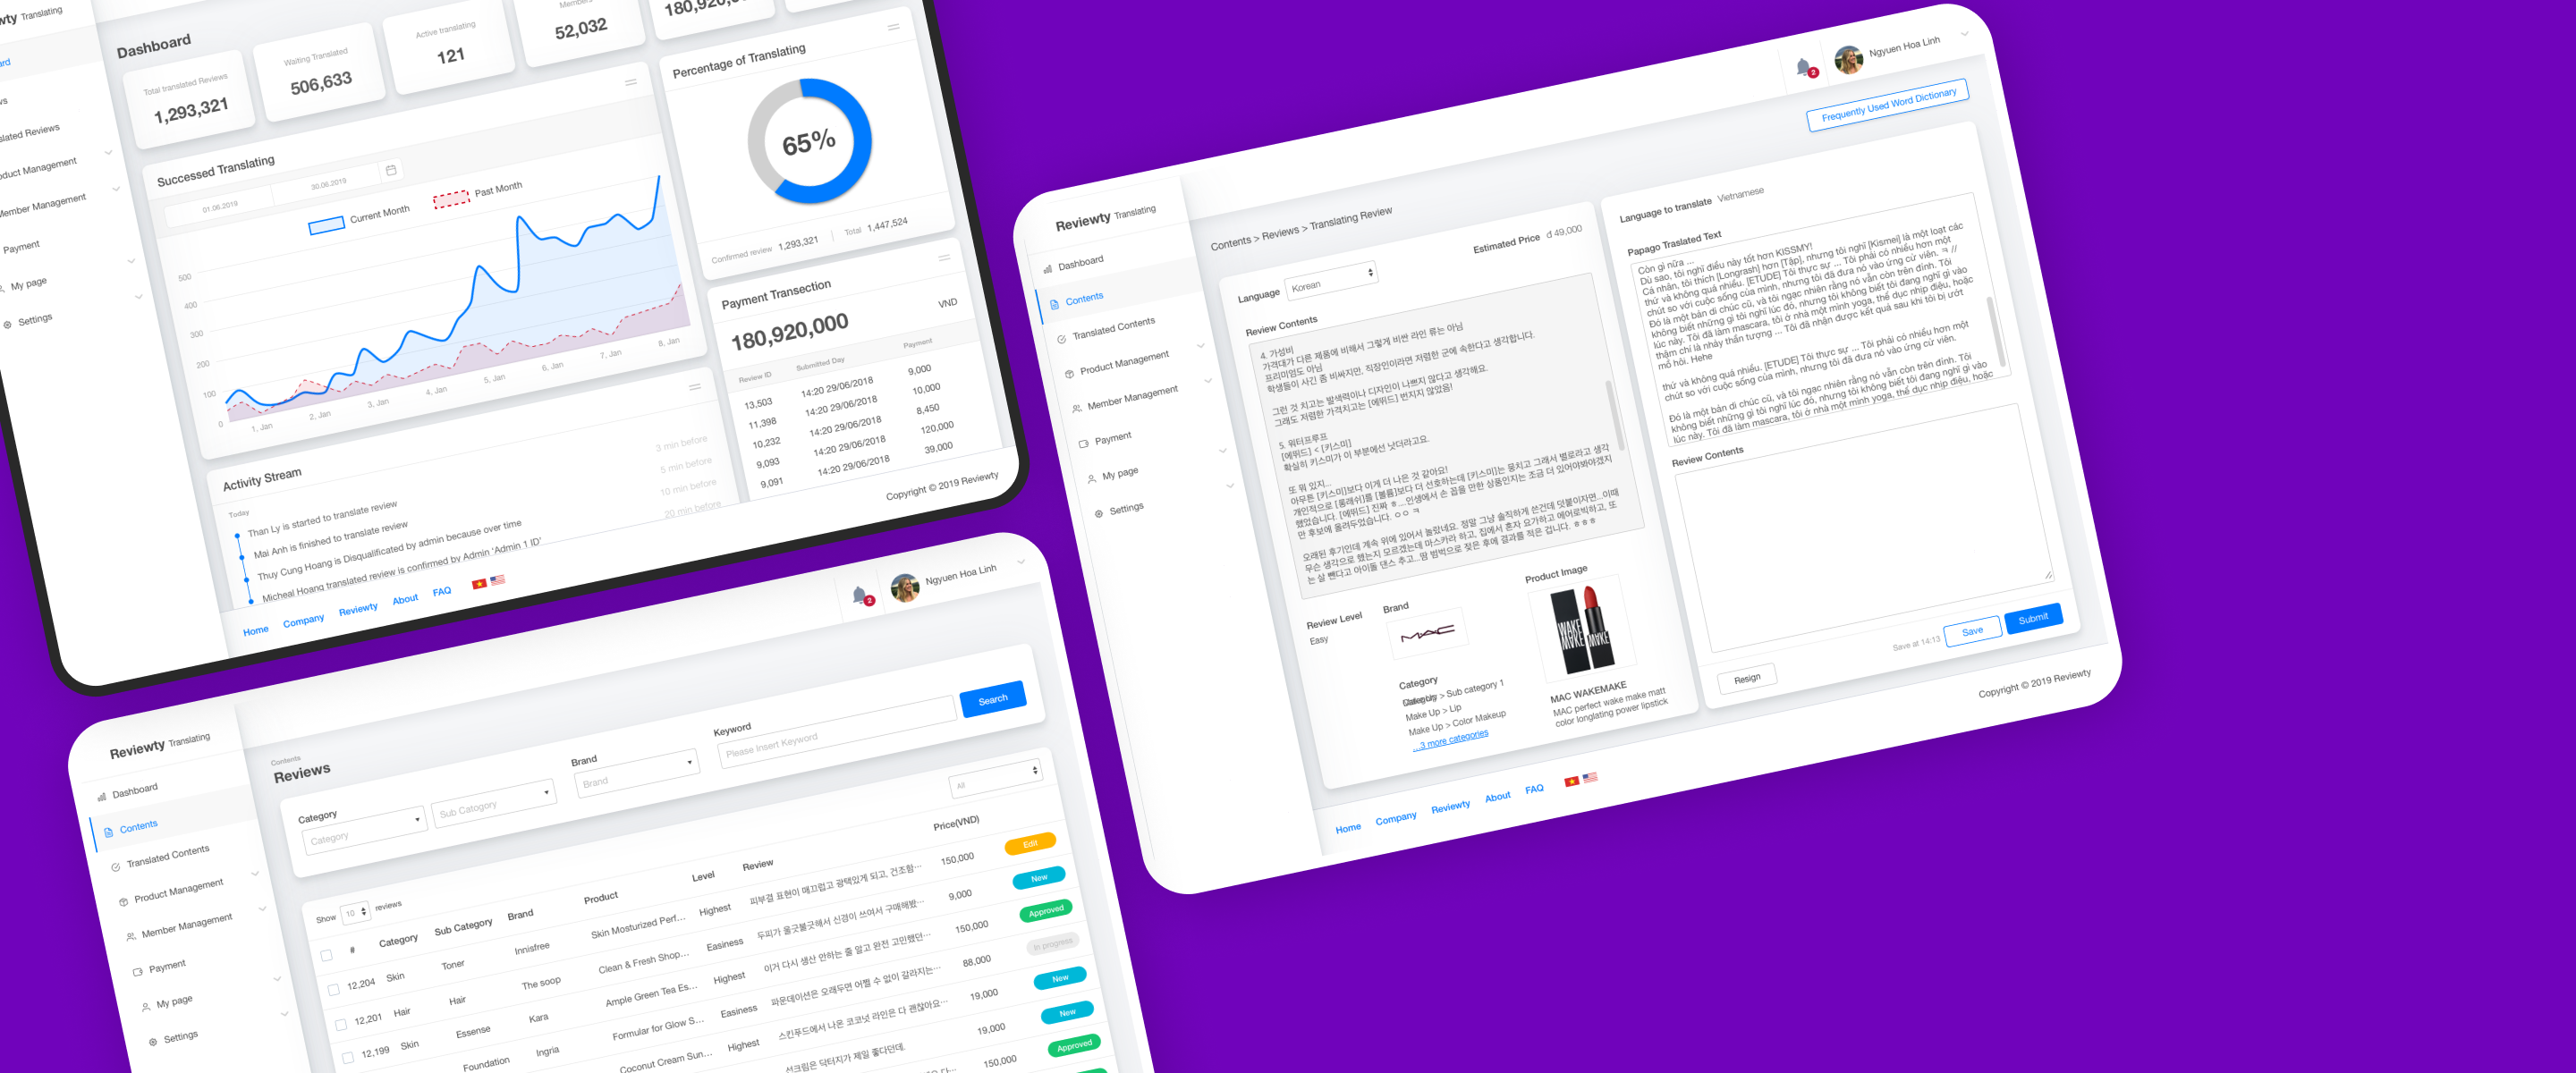 wty Translating
ard
ws
slated Reviews
oduct Management
Member Management
Payment
My page
Settings
Dashboard
Total translated Reviews
1,293,321
Waiting Translated
506,633
Active translating
121
Members
52,032
Successed Translating
01.06.2019
30.06.2019
Current Month
Past Month
500
400
300
200
100
0
1, Jan
2, Jan
3, Jan
4, Jan
5, Jan
6, Jan
7, Jan
8, Jan
Percentage of Translating
65%
Confirmed review 1,293,321
Total 1,447,524
Payment Transection
180,920,000
VND
Review ID Submitted Day Payment
13,503 14:20 29/06/2018 9,000
11,398 14:20 29/06/2018 10,000
10,232 14:20 29/06/2018 8,450
9,093 14:20 29/06/2018 120,000
9,091 14:20 29/06/2018 39,000
Activity Stream
Today
Than Ly is started to translate review
3 min before
Mai Anh is finished to translate review
5 min before
Thuy Cung Hoang is Disqualificated by admin because over time
10 min before
Micheal Hoang translated review is confirmed by Admin 'Admin 1 ID'
20 min before
Home Company Reviewty About FAQ
Copyright © 2019 Reviewty
Reviewty Translating
Dashboard
Contents
Translated Contents
Product Management
Member Management
Payment
My page
Settings
2
Ngyuen Hoa Linh
Contents
Reviews
Category
Category
Sub Catogory
Brand
Brand
Keyword
Please Insert Keyword
Search
Show 10 reviews
All
# Category Sub Category Brand Product Level Review Price(VND)
12,204 Skin Toner Innisfree Skin Mosturized Perf... Highest 피부결 표현이 매끄럽고 광택있게 되고, 건조함... 150,000 Edit
12,201 Hair Hair The soop Clean & Fresh Shop... Easiness 두피가 울긋불긋해서 신경이 쓰여서 구매해봤... 9,000 New
12,199 Skin Essense Kara Ample Green Tea Es... Highest 이거 다시 생산 안하는 줄 알고 완전 고민했던... 150,000 Approved
Foundation Ingria Formular for Glow S... Easiness 파운데이션은 오래두면 어쩔 수 없이 갈라지는... 88,000 In progress
Coconut Cream Sun... Highest 스킨푸드에서 나온 코코넛 라인은 다 괜찮아요... 19,000 New
선크림은 닥터지가 제일 좋다던데. 19,000 New
150,000 Approved
Reviewty Translating
Dashboard
Contents
Translated Contents
Product Management
Member Management
Payment
My page
Settings
2
Ngyuen Hoa Linh
Frequently Used Word Dictionary
Contents > Reviews > Translating Review
Language Korean
Estimated Price đ 49,000
Review Contents
4. 가성비
가격대가 다른 제품에 비해서 그렇게 비싼 라인 류는 아님
프리미엄도 아님
학생들이 사긴 좀 비싸지만, 직장인이라면 저렴한 군에 속한다고 생각합니다.
그런 것 치고는 발색력이나 디자인이 나쁘지 않다고 생각해요.
그래도 저렴한 가격치고는 [에뛰드] 번지지 않았음!
5. 워터프루프
[에뛰드] < [키스미]
확실히 키스미가 이 부분에선 낫더라고요.
또 뭐 있지...
아무튼 [키스미]보다 이게 더 나은 것 같아요!
개인적으로 [롱래쉬]를 [볼륨]보다 더 선호하는데 [키스미]는 뭉치고 그래서 별로라고 생각
했었습니다. [에뛰드] 진짜 ㅎ...인생에서 손 꼽을 만한 상품인지는 조금 더 있어야봐야겠지
만 후보에 올려두었습니다. ㅇㅇ ㅋ
오래된 후기인데 계속 위에 있어서 놀랐네요. 정말 그냥 솔직하게 쓴건데 덧붙이자면...이때
무슨 생각으로 했는지 모르겠는데 마스카라 하고, 집에서 혼자 요가하고 에어로빅하고, 또
는 살 뺀다고 아이돌 댄스 추고...땀 범벅으로 젖은 후에 결과를 적은 겁니다. ㅎㅎㅎ
Review Level
Easy
Brand
MAC
Category
Make Up > Sub category 1
Make Up > Lip
Make Up > Color Makeup
...3 more categories
Product Image
WAKE
MAKE
MAC WAKEMAKE
MAC perfect wake make matt
color longlating power lipstick
Language to translate Vietnamese
Papago Traslated Text
Còn gì nữa ...
Dù sao, tôi nghĩ điều này tốt hơn KISSMY!
Cá nhân, tôi thích [Longrash] hơn [Tập], nhưng tôi nghĩ [Kismei] là một loạt các
thứ và không quá nhiều. [ETUDE] Tôi thực sự ... Tôi phải có nhiều hơn một
chút so với cuộc sống của mình, nhưng tôi đã đưa nó vào ứng cử viên. ㅋ //
Đó là một bản di chúc cũ, và tôi ngạc nhiên rằng nó vẫn còn trên đỉnh. Tôi
không biết những gì tôi nghĩ lúc đó, nhưng tôi không biết tôi đang nghĩ gì vào
lúc này. Tôi đã làm mascara, tôi ở nhà một mình yoga, thể dục nhịp điệu, hoặc
thậm chí là nhảy thần tượng ... Tôi đã nhận được kết quả sau khi tôi bị ướt
mồ hôi. Hehe
thứ và không quá nhiều. [ETUDE] Tôi thực sự ... Tôi phải có nhiều hơn một
chút so với cuộc sống của mình, nhưng tôi đã đưa nó vào ứng cử viên.
Đó là một bản di chúc cũ, và tôi ngạc nhiên rằng nó vẫn còn trên đỉnh. Tôi
không biết những gì tôi nghĩ lúc đó, nhưng tôi không biết tôi đang nghĩ gì vào
lúc này. Tôi đã làm mascara, tôi ở nhà một mình yoga, thể dục nhịp điệu, hoặc
Review Contents
Resign
Save at 14:13
Save
Submit
Home Company Reviewty About FAQ
Copyright © 2019 Reviewty